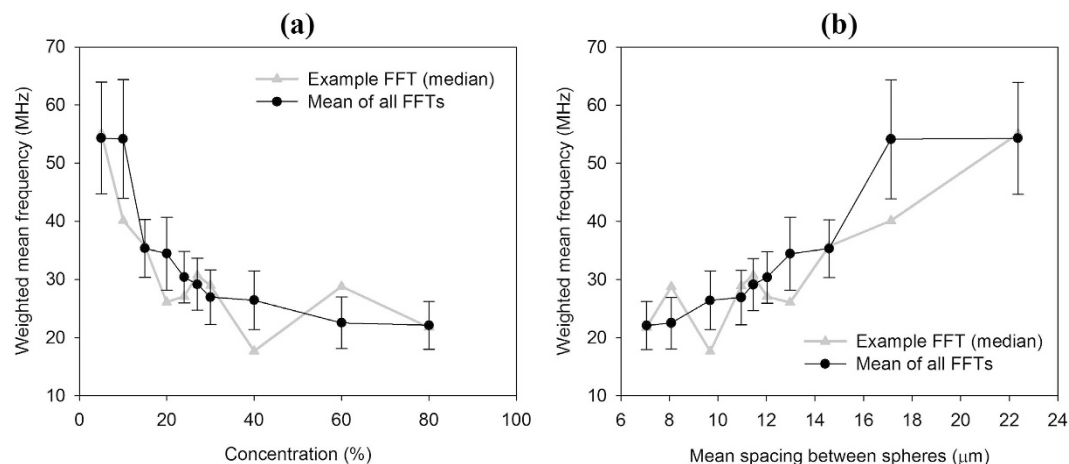 (a)
70
60
50
40
30
20
10
Weighted mean frequency (MHz)
Example FFT (median)
Mean of all FFTs
0 20 40 60 80 100
Concentration (%)
(b)
70
60
50
40
30
20
10
Weighted mean frequency (MHz)
Example FFT (median)
Mean of all FFTs
6 8 10 12 14 16 18 20 22 24
Mean spacing between spheres (μm)